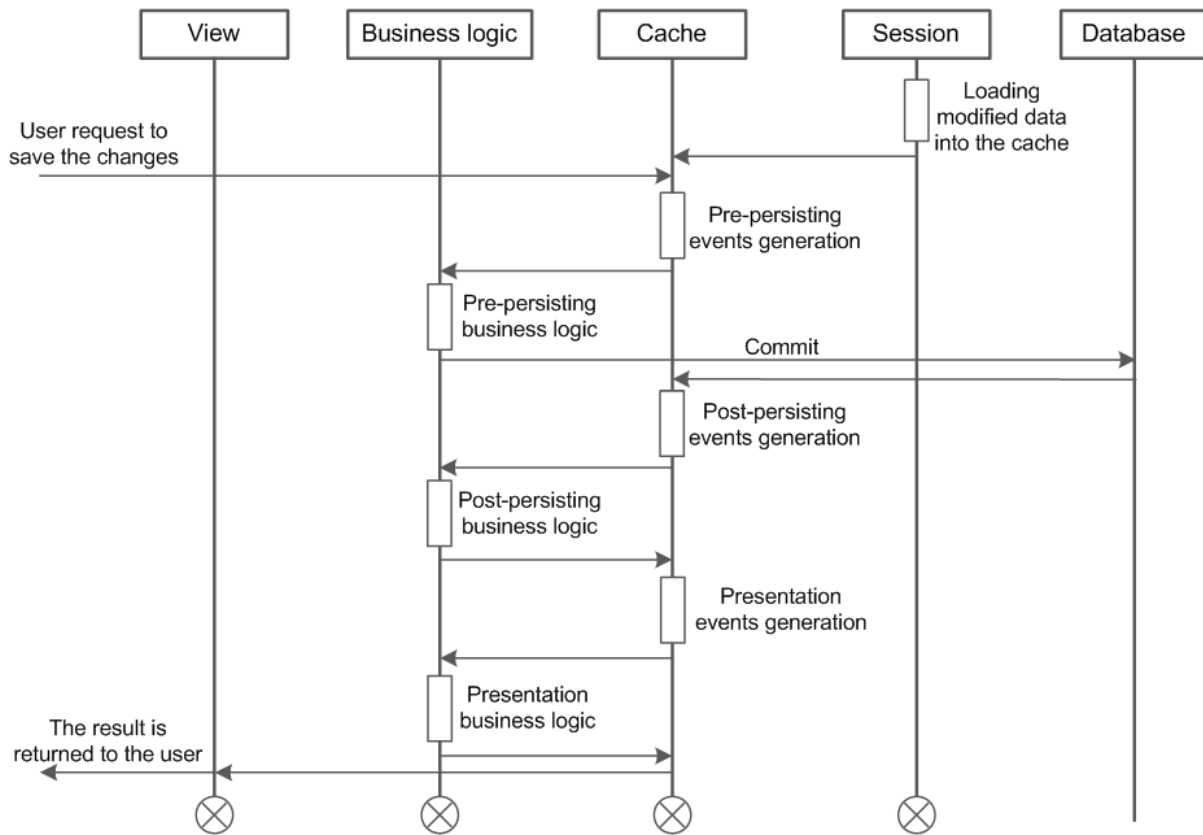 View
Business logic
Cache
Session
Database
Loading
modified data
into the cache
User request to
save the changes
Pre-persisting
events generation
Pre-persisting
business logic
Commit
Post-persisting
events generation
Post-persisting
business logic
Presentation
events generation
Presentation
business logic
The result is
returned to the user